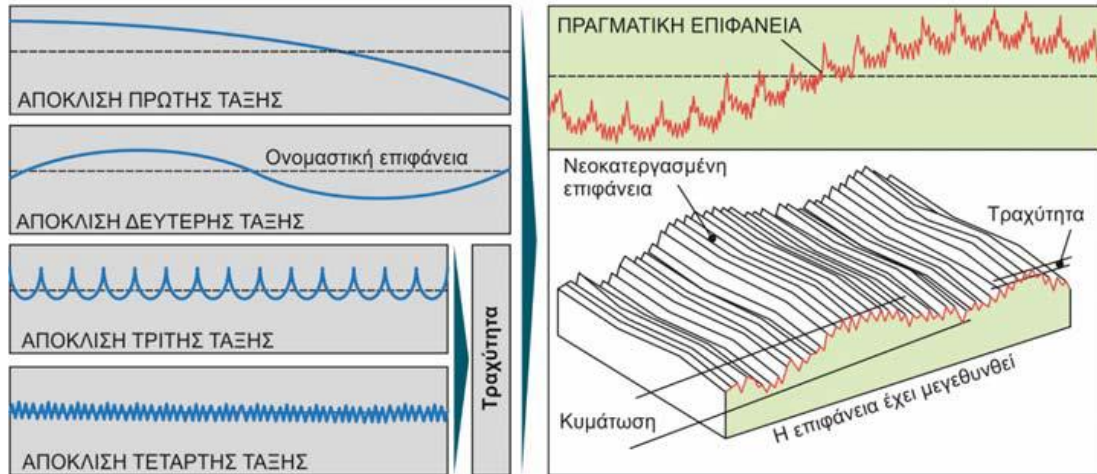 ΑΠΟΚΛΙΣΗ ΠΡΩΤΗΣ ΤΑΞΗΣ
Ονομαστική επιφάνεια
ΑΠΟΚΛΙΣΗ ΔΕΥΤΕΡΗΣ ΤΑΞΗΣ
ΑΠΟΚΛΙΣΗ ΤΡΙΤΗΣ ΤΑΞΗΣ
ΑΠΟΚΛΙΣΗ ΤΕΤΑΡΤΗΣ ΤΑΞΗΣ
Τραχύτητα
ΠΡΑΓΜΑΤΙΚΗ ΕΠΙΦΑΝΕΙΑ
Νεοκατεργασμένη
επιφάνεια
Τραχύτητα
Κυμάτωση
Η επιφάνεια έχει μεγεθυνθεί